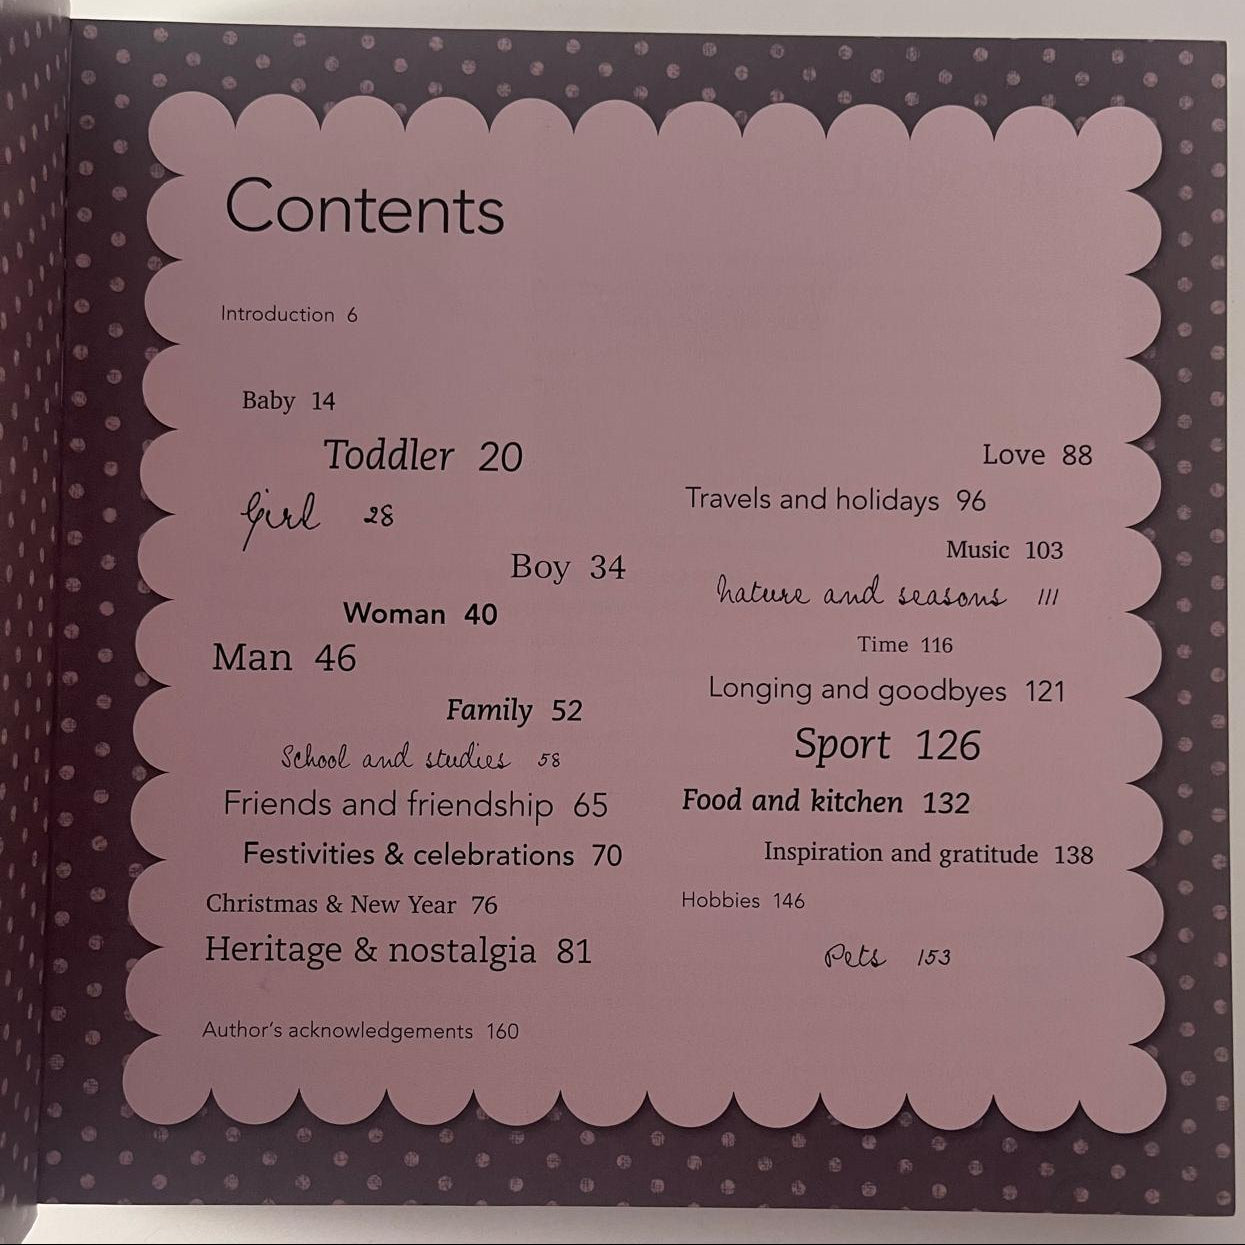 Contents
Introduction 6
Baby 14
Toddler 20
Girl 28
Boy 34
Woman 40
Man 46
Family 52
School and studies 58
Friends and friendship 65
Festivities & celebrations 70
Christmas & New Year 76
Heritage & nostalgia 81
Love 88
Travels and holidays 96
Music 103
Nature and seasons 111
Time 116
Longing and goodbyes 121
Sport 126
Food and kitchen 132
Inspiration and gratitude 138
Hobbies 146
Pets 153
Author's acknowledgements 160